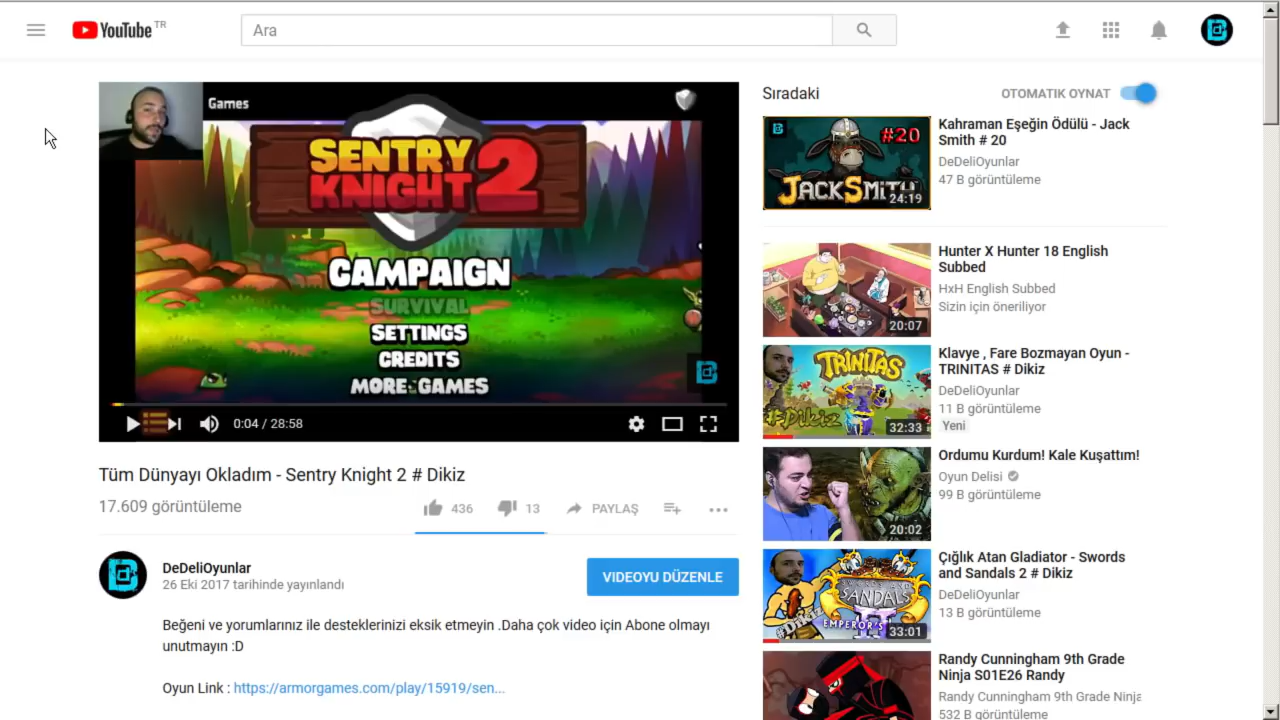 YouTube TR
Ara
Games
SENTRY
KNIGHT 2
CAMPAIGN
SURVIVAL
SETTINGS
CREDITS
MORE GAMES
0:04 / 28:58
Tüm Dünyayı Okladım - Sentry Knight 2 # Dikiz
17.609 görüntüleme
436
13
PAYLAŞ
DeDeliOyunlar
26 Eki 2017 tarihinde yayınlandı
VIDEOYU DÜZENLE
Beğeni ve yorumlarınız ile desteklerinizi eksik etmeyin .Daha çok video için Abone olmayı
unutmayın :D
Oyun Link : https://armorgames.com/play/15919/sen...
Sıradaki
OTOMATIK OYNAT
#20
JACKSMITH
24:19
Kahraman Eşeğin Ödülü - Jack
Smith # 20
DeDeliOyunlar
47 B görüntüleme
20:07
Hunter X Hunter 18 English
Subbed
HxH English Subbed
Sizin için öneriliyor
TRINITAS
#Dikiz
32:33
Klavye , Fare Bozmayan Oyun -
TRINITAS # Dikiz
DeDeliOyunlar
11 B görüntüleme
Yeni
20:02
Ordumu Kurdum! Kale Kuşattım!
Oyun Delisi
99 B görüntüleme
SWORDS AND
SANDALS
EMPEROR'S
#DİKİZ
33:01
Çığlık Atan Gladiator - Swords
and Sandals 2 # Dikiz
DeDeliOyunlar
13 B görüntüleme
Randy Cunningham 9th Grade
Ninja S01E26 Randy
Randy Cunningham 9th Grade Ninja
532 B görüntüleme